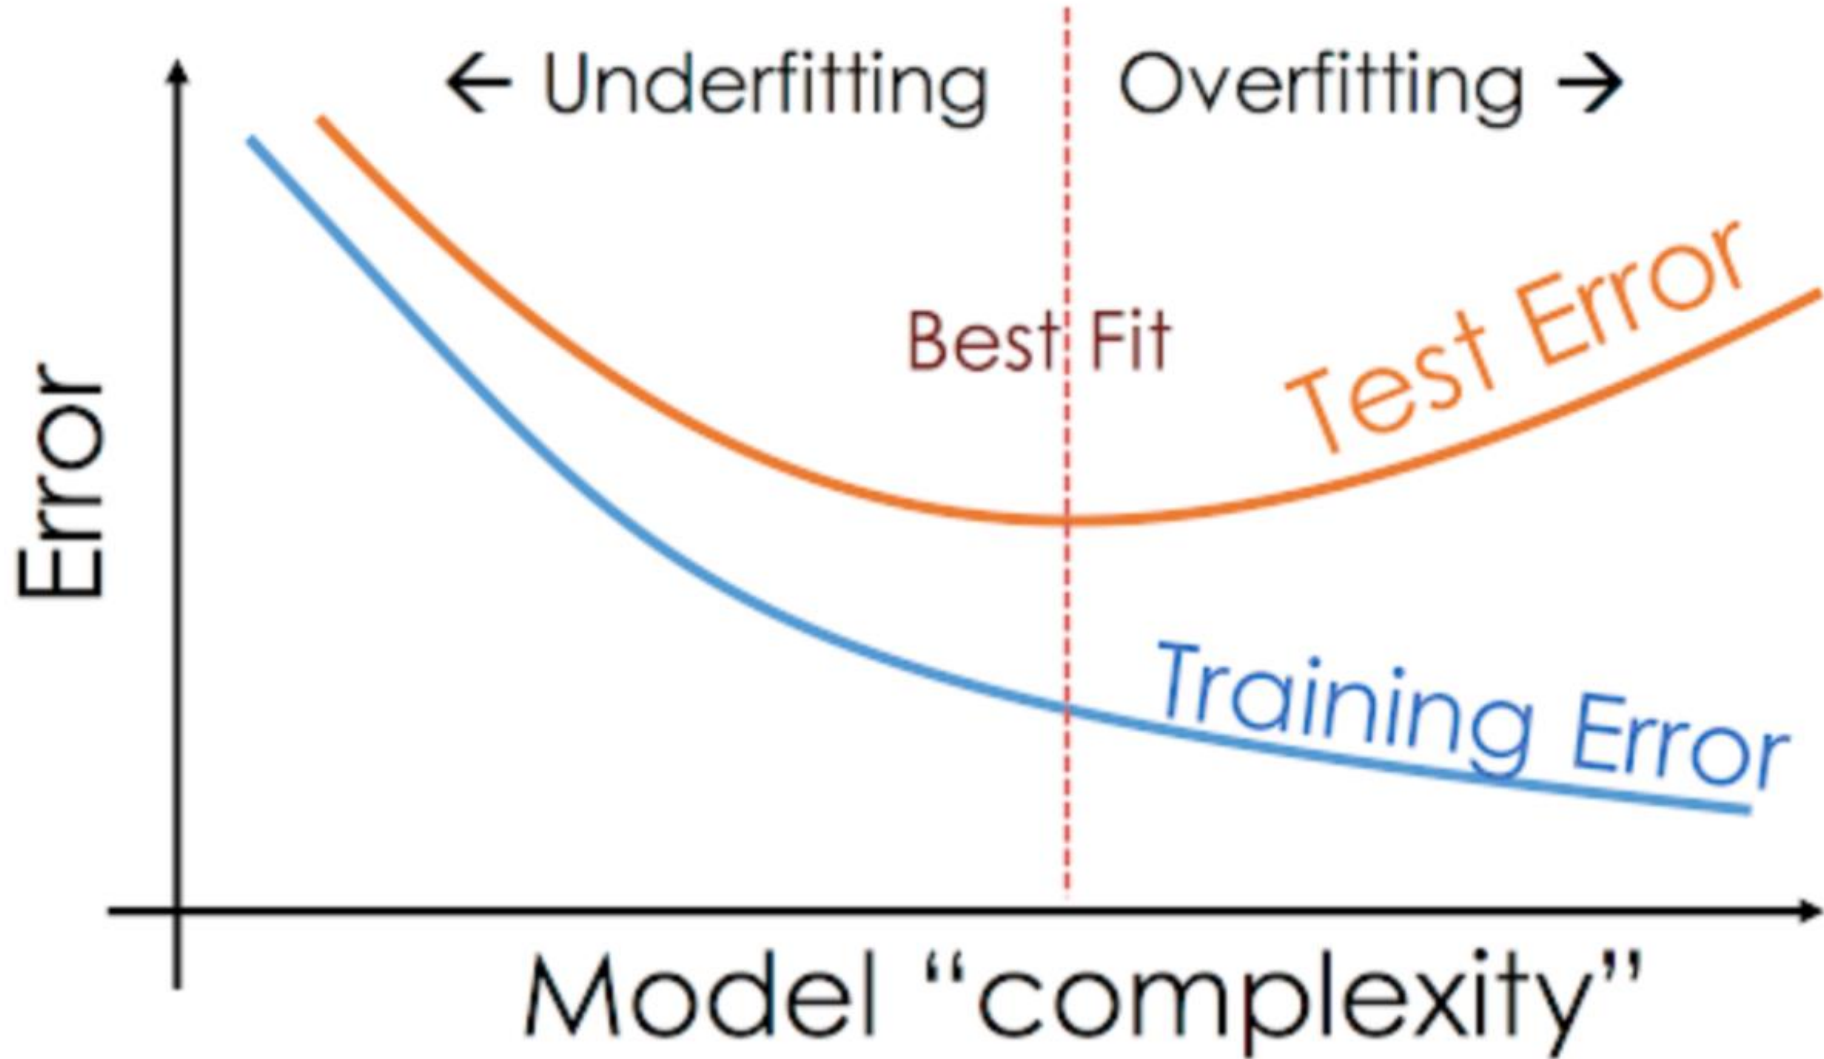 ← Underfitting
Overfitting →
Best Fit
Test Error
Error
Training Error
Model “complexity”